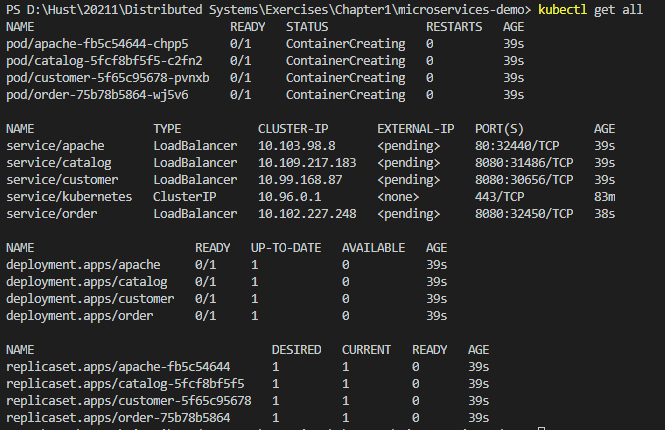 PS D:\Hust\20211\Distributed Systems\Exercises\Chapter1\microservices-demo> kubectl get all
NAME READY STATUS RESTARTS AGE
pod/apache-fb5c54644-chpp5 0/1 ContainerCreating 0 39s
pod/catalog-5fcf8bf5f5-c2fn2 0/1 ContainerCreating 0 39s
pod/customer-5f65c95678-pvnxb 0/1 ContainerCreating 0 39s
pod/order-75b78b5864-wj5v6 0/1 ContainerCreating 0 39s
NAME TYPE CLUSTER-IP EXTERNAL-IP PORT(S) AGE
service/apache LoadBalancer 10.103.98.8 <pending> 80:32440/TCP 39s
service/catalog LoadBalancer 10.109.217.183 <pending> 8080:31486/TCP 39s
service/customer LoadBalancer 10.99.168.87 <pending> 8080:30656/TCP 39s
service/kubernetes ClusterIP 10.96.0.1 <none> 443/TCP 83m
service/order LoadBalancer 10.102.227.248 <pending> 8080:32450/TCP 38s
NAME READY UP-TO-DATE AVAILABLE AGE
deployment.apps/apache 0/1 1 0 39s
deployment.apps/catalog 0/1 1 0 39s
deployment.apps/customer 0/1 1 0 39s
deployment.apps/order 0/1 1 0 39s
NAME DESIRED CURRENT READY AGE
replicaset.apps/apache-fb5c54644 1 1 0 39s
replicaset.apps/catalog-5fcf8bf5f5 1 1 0 39s
replicaset.apps/customer-5f65c95678 1 1 0 39s
replicaset.apps/order-75b78b5864 1 1 0 39s